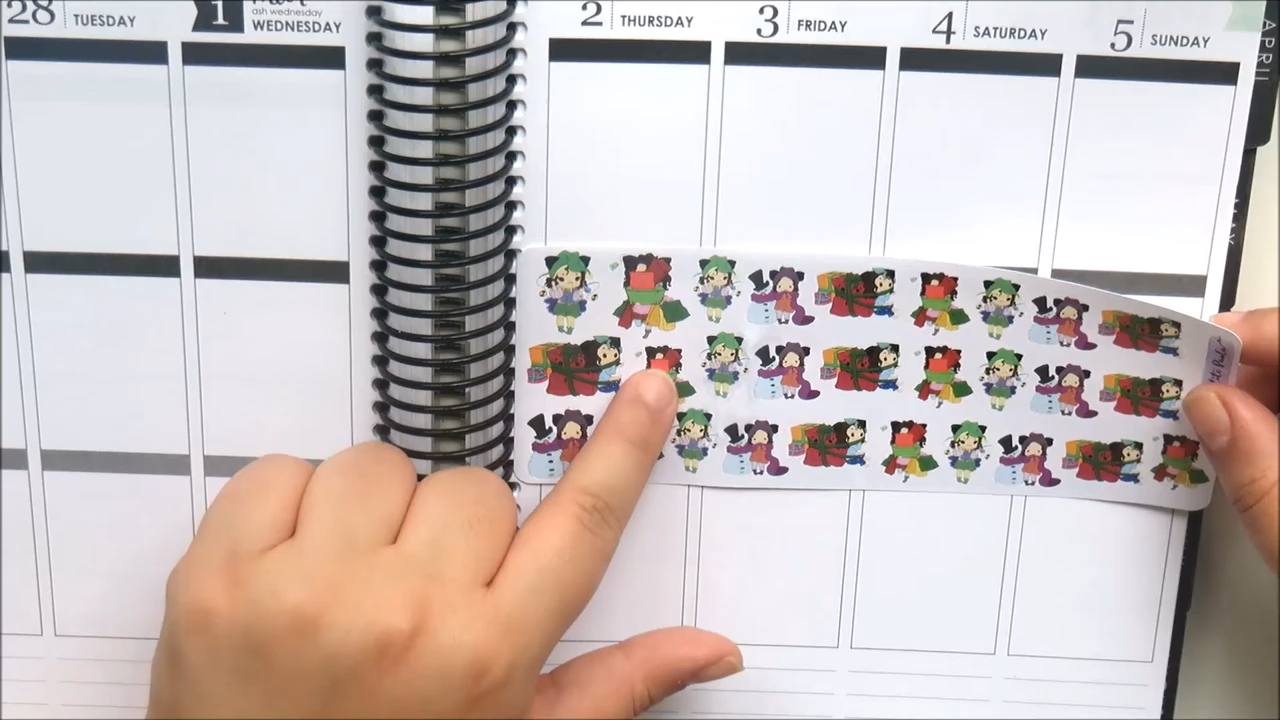 28 TUESDAY
1 ash wednesday
WEDNESDAY
2 THURSDAY
3 FRIDAY
4 SATURDAY
5 SUNDAY
APRIL